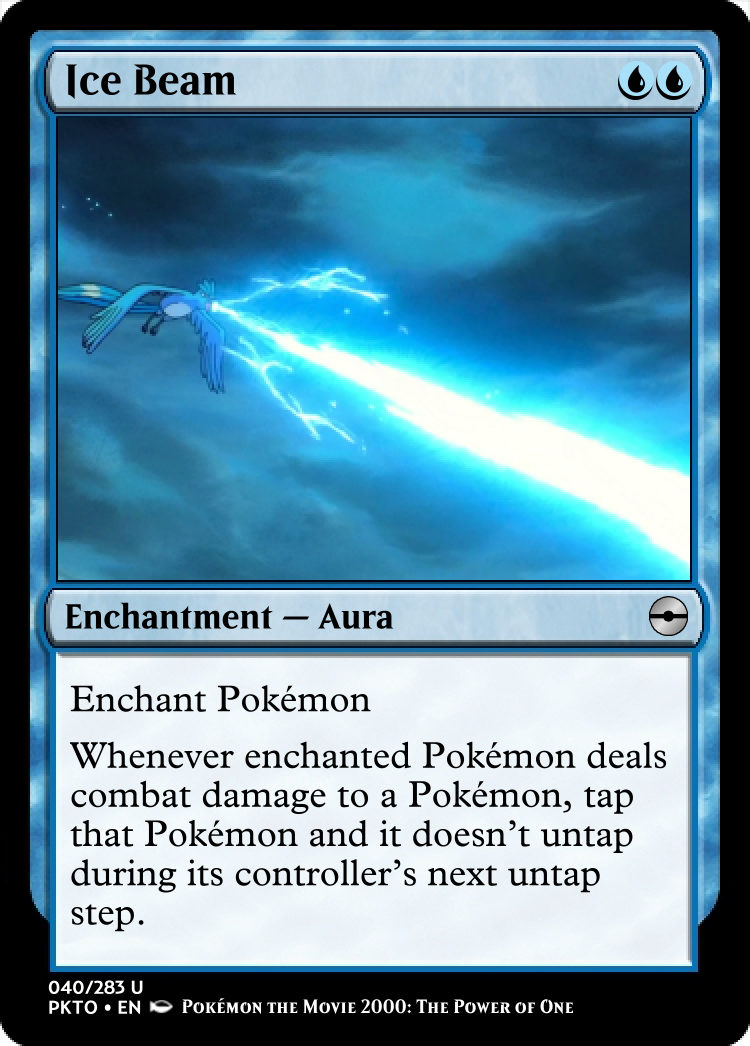 Ice Beam
Enchantment — Aura
Enchant Pokémon
Whenever enchanted Pokémon deals
combat damage to a Pokémon, tap
that Pokémon and it doesn't untap
during its controller's next untap
step.
040/283 U
PKTO • EN Pokémon the Movie 2000: The Power of One